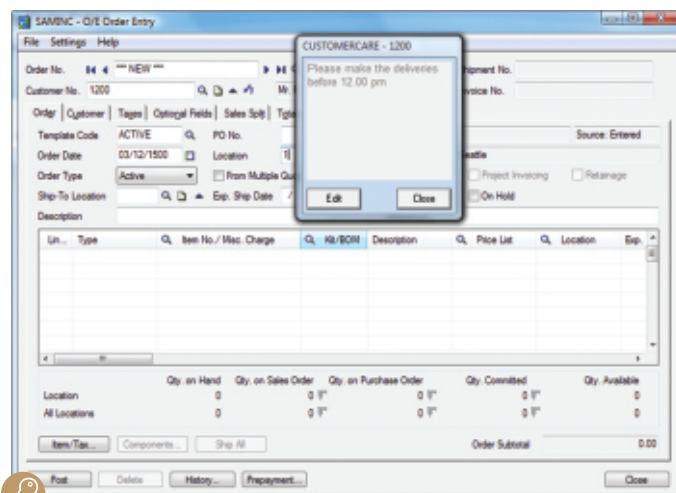 SAMINC - O/E Order Entry
File Settings Help
CUSTOMERCARE - 1200
Please make the deliveries
before 12.00 pm
Edit Close
Order No. *** NEW *** Shipment No.
Customer No. 1200 Mr. Invoice No.
Order Customer Taxes Optional Fields Sales Split
Template Code ACTIVE PO No. Source: Entered
Order Date 03/12/1500 Location 1 Seattle
Order Type Active From Multiple Project Invoicing Retainage
Ship-To Location Exp. Ship Date On Hold
Description
Lin... Type Item No./ Misc. Charge Kit/BOM Description Price List Location Exp.
Qty. on Hand Qty. on Sales Order Qty. on Purchase Order Qty. Committed Qty. Available
Location 0 0 0 0 0
All Locations 0 0 0 0 0
Item/Tax... Components... Ship All Order Subtotal 0.00
Post Delete History... Prepayment... Close